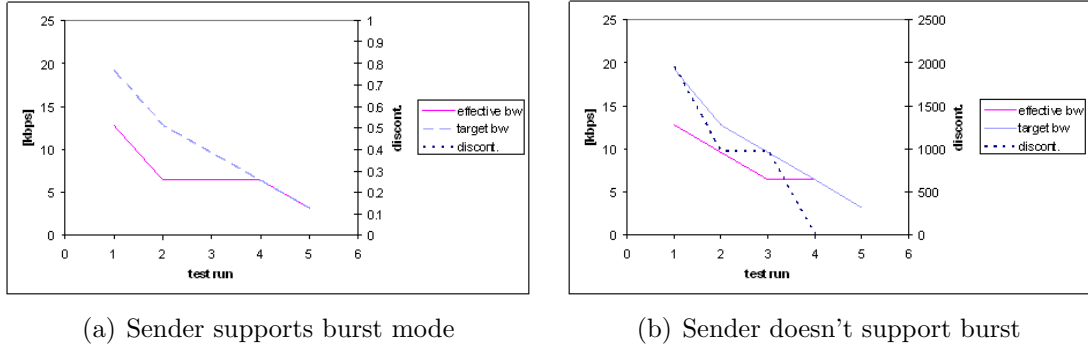 25
20
15
10
5
0
[kbps]
1
0.9
0.8
0.7
0.6
0.5
0.4
0.3
0.2
0.1
0
discont.
0 1 2 3 4 5 6
test run
effective bw
target bw
discont.
(a) Sender supports burst mode
25
20
15
10
5
0
[kbps]
2500
2000
1500
1000
500
0
discont.
0 1 2 3 4 5 6
test run
effective bw
target bw
discont.
(b) Sender doesn't support burst